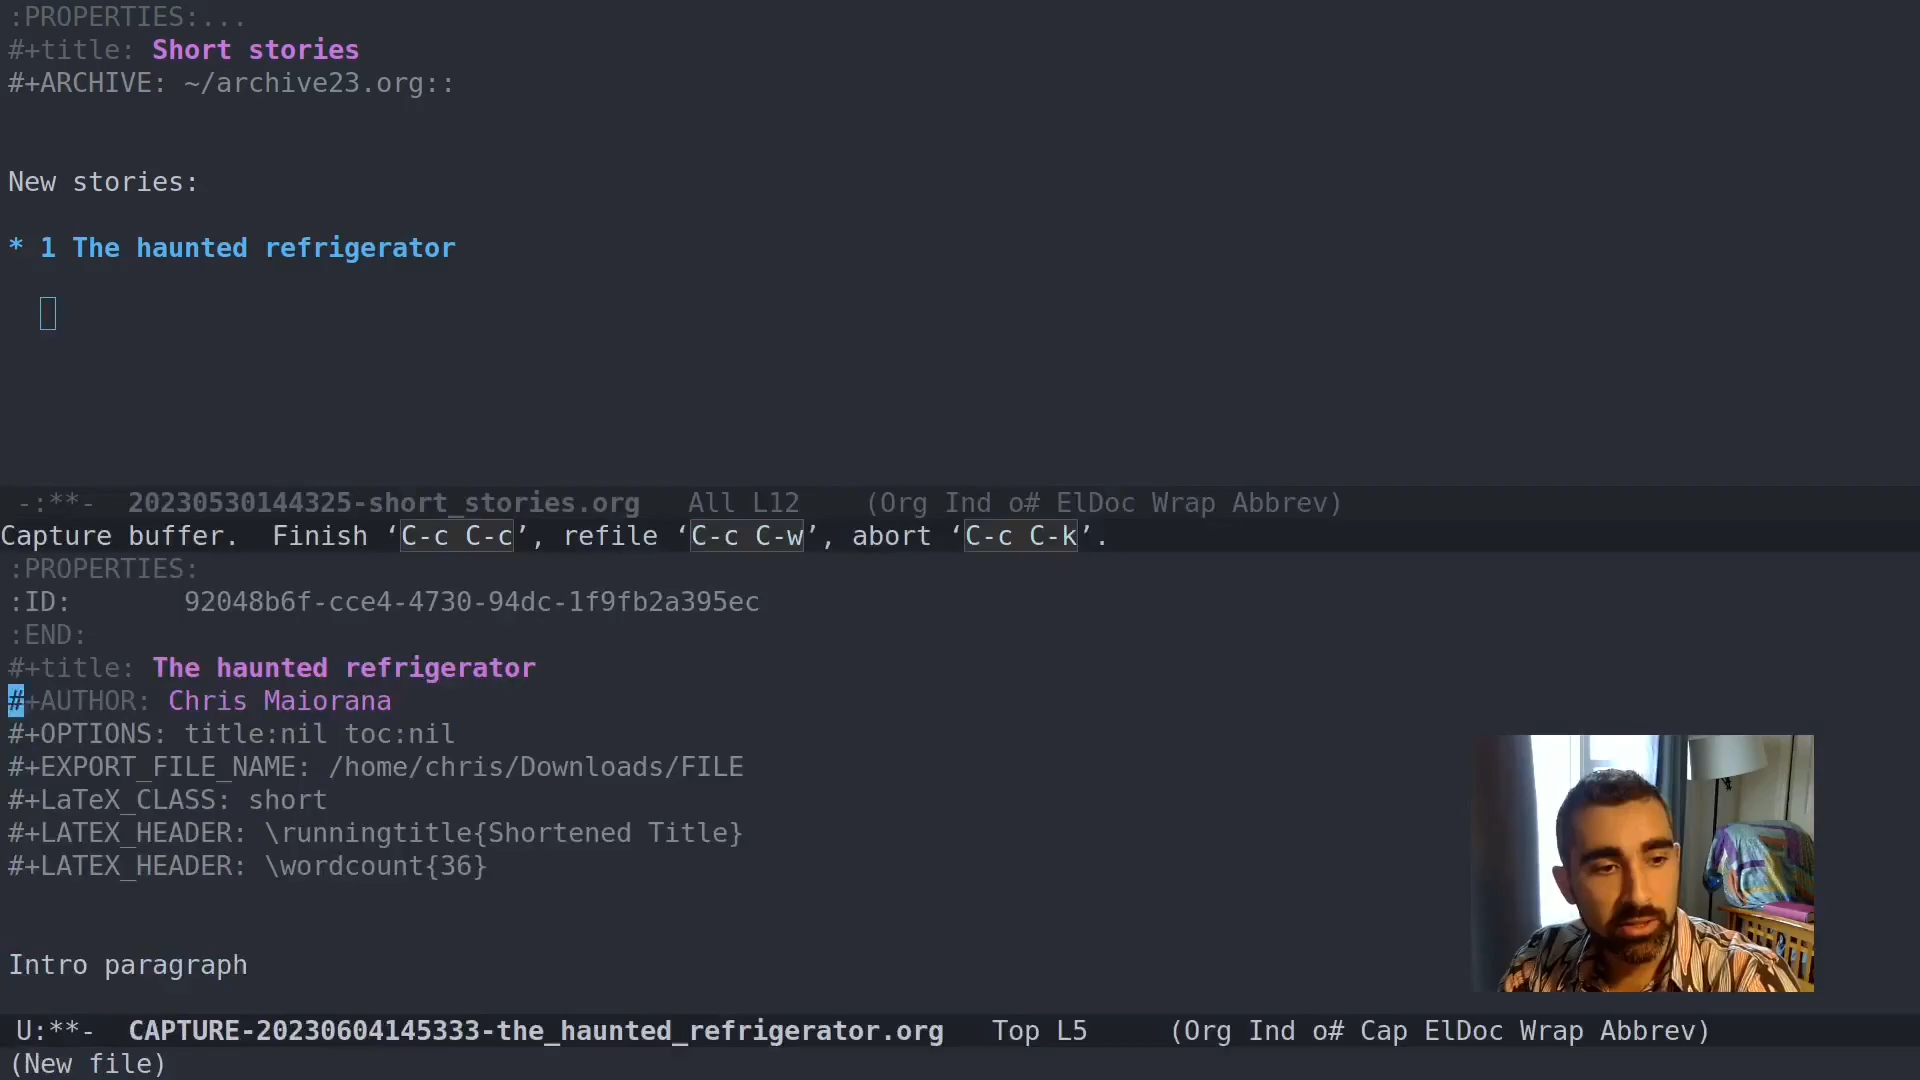 :PROPERTIES:...
#+title: Short stories
#+ARCHIVE: ~/archive23.org::
New stories:
* 1 The haunted refrigerator
-:**-  20230530144325-short_stories.org   All L12    (Org Ind o# ElDoc Wrap Abbrev)
Capture buffer.  Finish ‘C-c C-c’, refile ‘C-c C-w’, abort ‘C-c C-k’.
:PROPERTIES:
:ID:       92048b6f-cce4-4730-94dc-1f9fb2a395ec
:END:
#+title: The haunted refrigerator
#+AUTHOR: Chris Maiorana
#+OPTIONS: title:nil toc:nil
#+EXPORT_FILE_NAME: /home/chris/Downloads/FILE
#+LaTeX_CLASS: short
#+LATEX_HEADER: \runningtitle{Shortened Title}
#+LATEX_HEADER: \wordcount{36}
Intro paragraph
U:**-  CAPTURE-20230604145333-the_haunted_refrigerator.org   Top L5     (Org Ind o# Cap ElDoc Wrap Abbrev)
(New file)